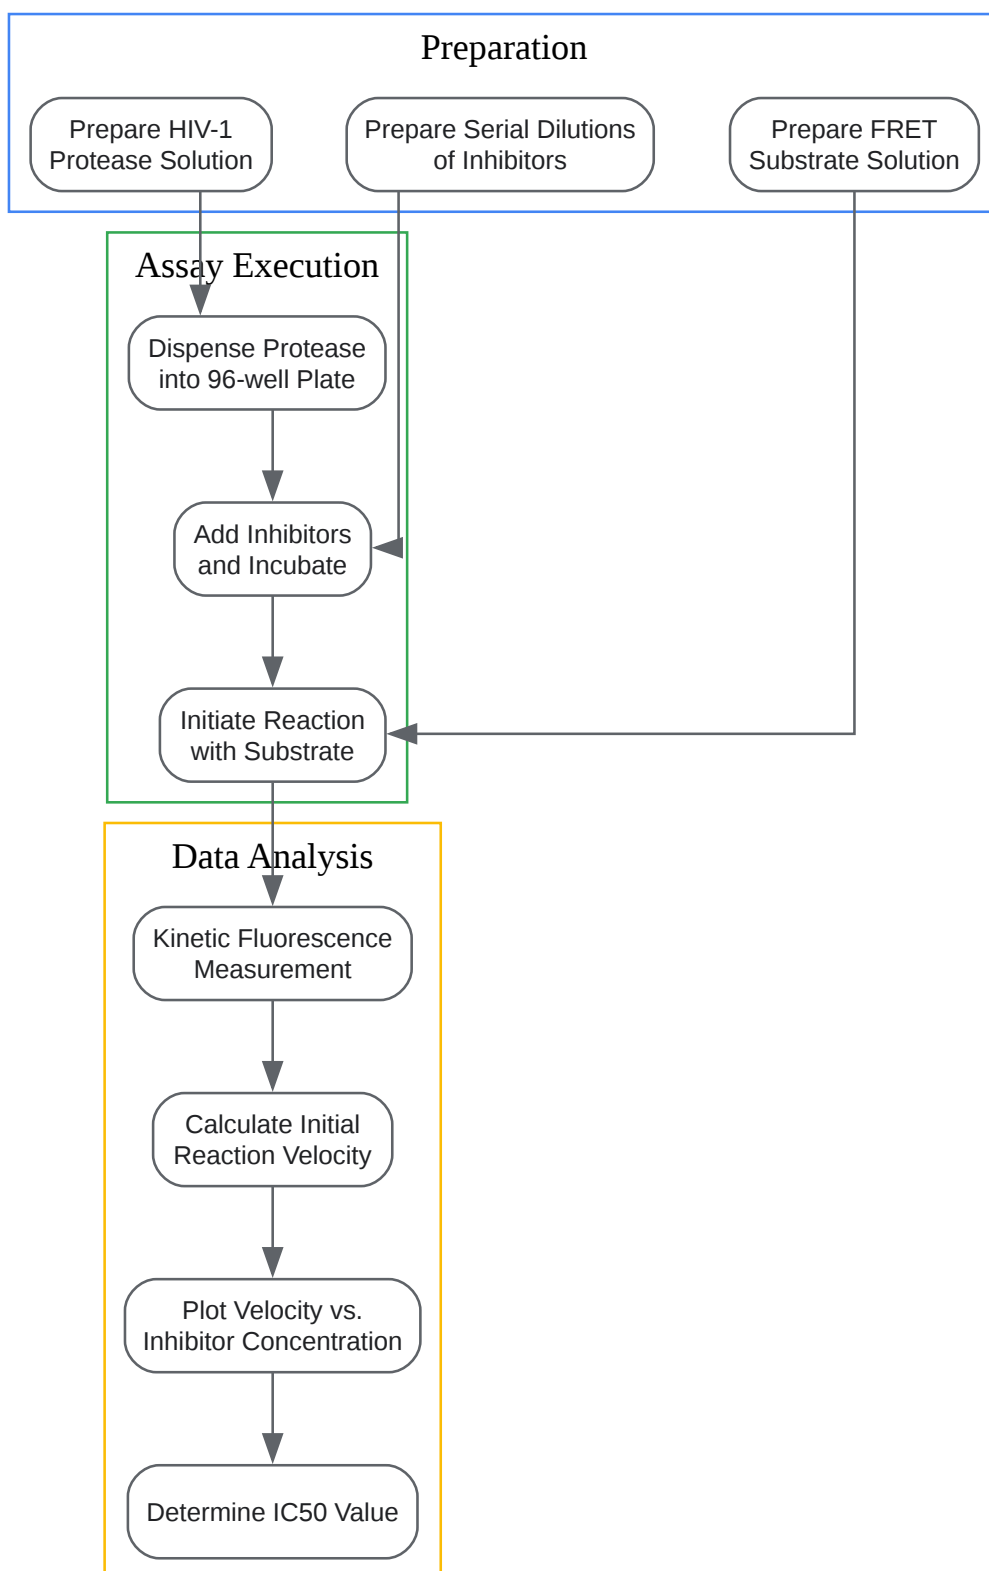 Preparation
Prepare HIV-1
Protease Solution
Prepare Serial Dilutions
of Inhibitors
Prepare FRET
Substrate Solution
Assay Execution
Dispense Protease
into 96-well Plate
Add Inhibitors
and Incubate
Initiate Reaction
with Substrate
Data Analysis
Kinetic Fluorescence
Measurement
Calculate Initial
Reaction Velocity
Plot Velocity vs.
Inhibitor Concentration
Determine IC50 Value